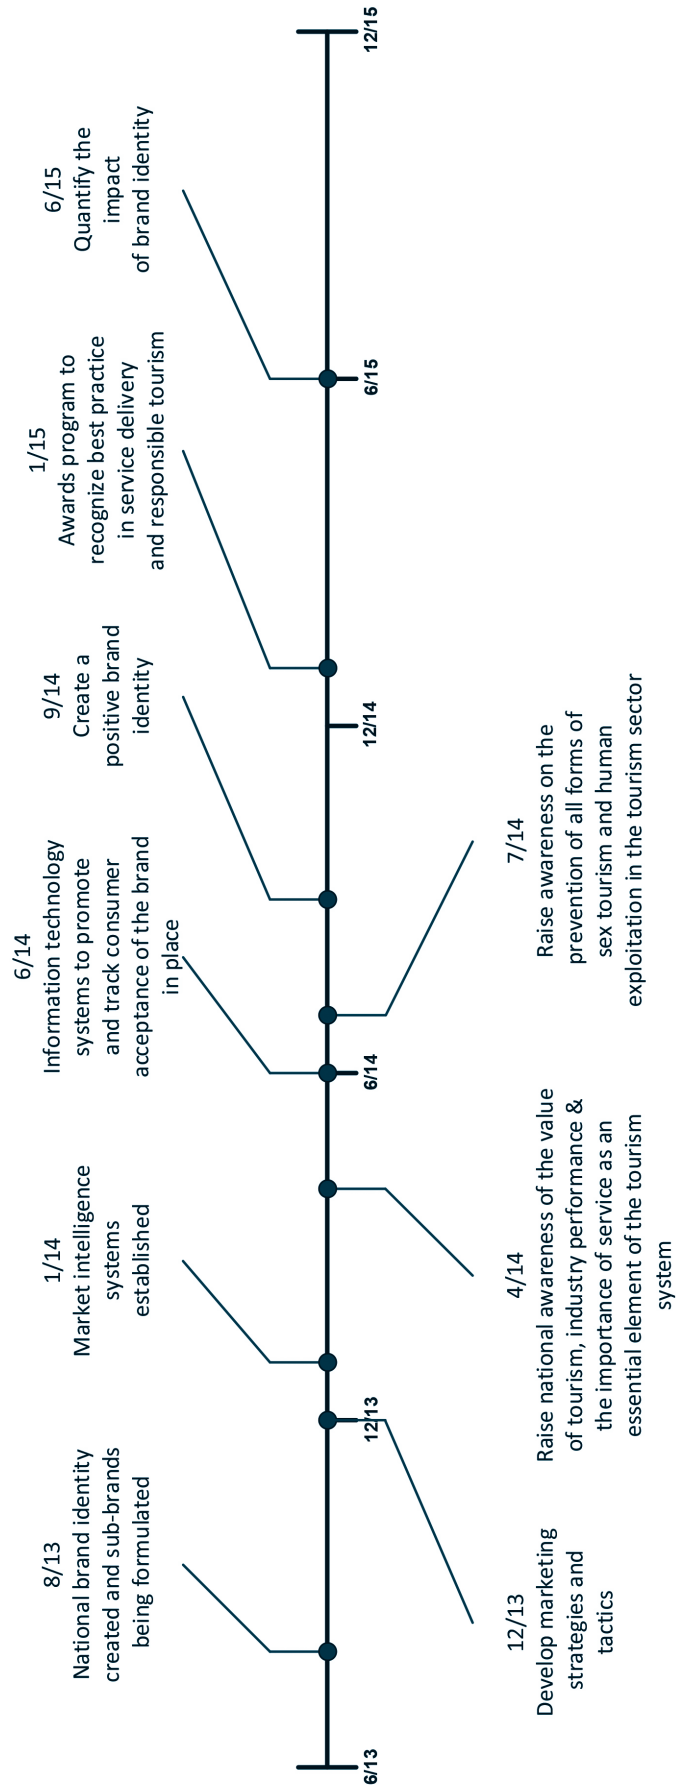 8/13
National brand identity
created and sub-brands
being formulated
1/14
Market intelligence
systems
established
6/14
Information technology
systems to promote
and track consumer
acceptance of the brand
in place
9/14
Create a
positive brand
identity
1/15
Awards program to
recognize best practice
in service delivery
and responsible tourism
6/15
Quantify the
impact
of brand identity
6/13
12/13
6/14
12/14
6/15
12/15
12/13
Develop marketing
strategies and
tactics
4/14
Raise national awareness of the value
of tourism, industry performance &
the importance of service as an
essential element of the tourism
system
7/14
Raise awareness on the
prevention of all forms of
sex tourism and human
exploitation in the tourism sector